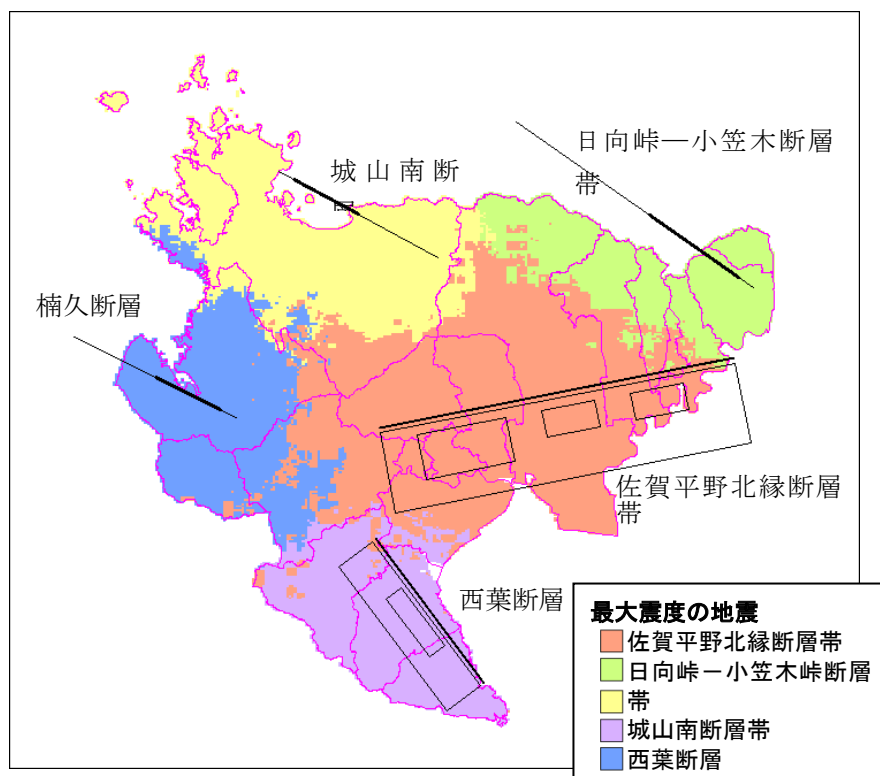 日向峠―小笠木断層
帯
城山南断
楠久断層
佐賀平野北縁断層
帯
西葉断層
最大震度の地震
佐賀平野北縁断層帯
日向峠－小笠木峠断層
帯
城山南断層帯
西葉断層